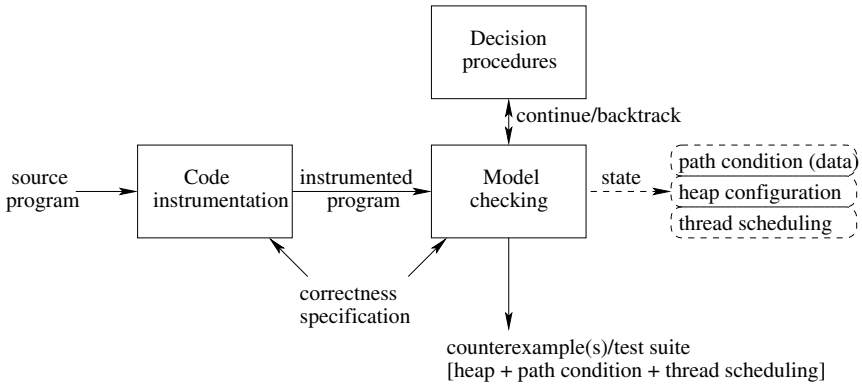 Decision
procedures
continue/backtrack
source
program
Code
instrumentation
instrumented
program
Model
checking
state
path condition (data)
heap configuration
thread scheduling
correctness
specification
counterexample(s)/test suite
[heap + path condition + thread scheduling]